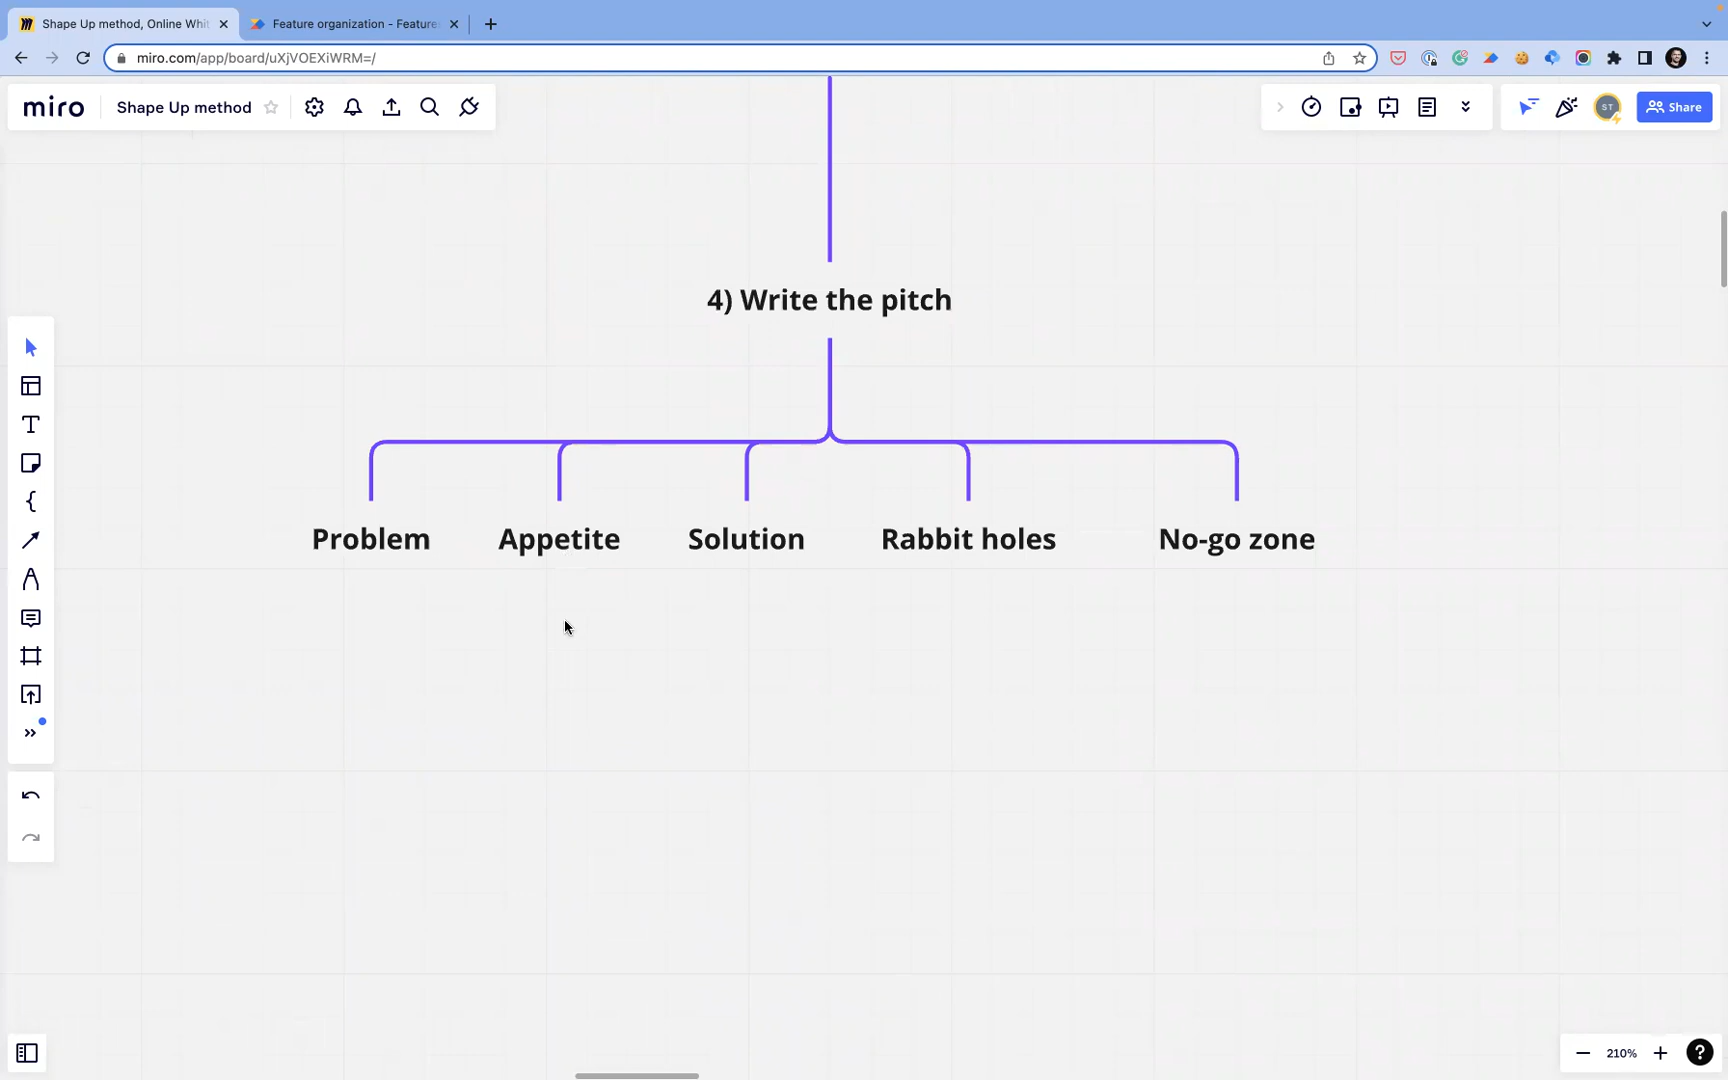 Shape Up method, Online Whi
Feature organization - Feature
miro.com/app/board/uXjVOEXiWRM=/
miro
Shape Up method
ST
Share
4) Write the pitch
Problem
Appetite
Solution
Rabbit holes
No-go zone
210%